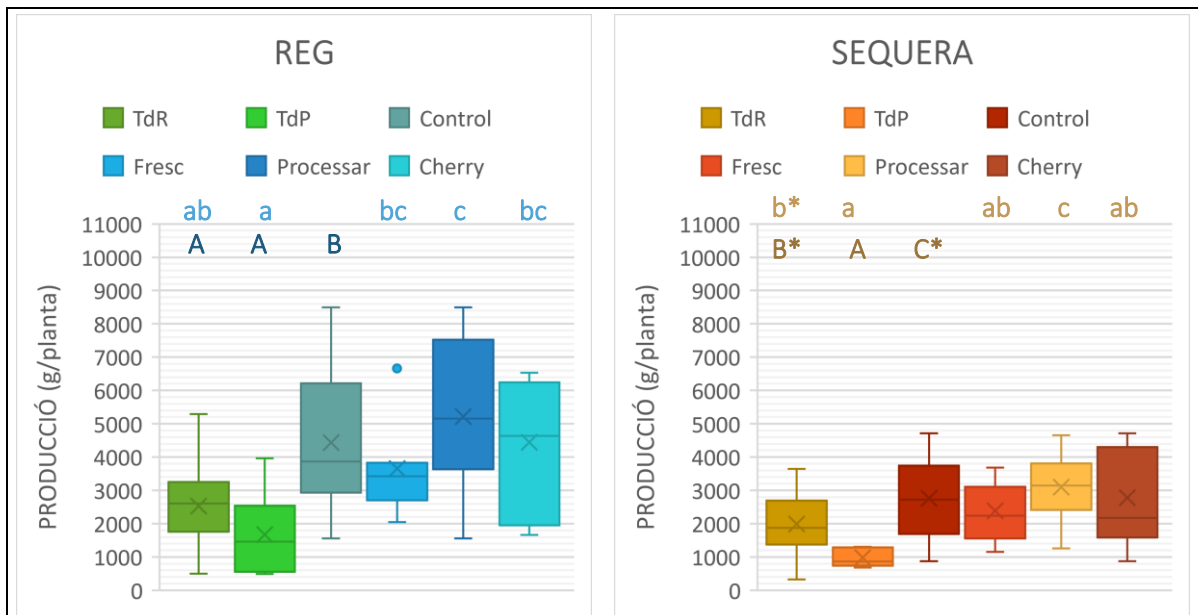 REG
TdR TdP Control
Fresc Processar Cherry
ab a bc c bc
11000
A A B
10000
9000
8000
7000
6000
5000
4000
3000
2000
1000
0
PRODUCCIÓ (g/planta)
SEQUERA
TdR TdP Control
Fresc Processar Cherry
b* a ab c ab
11000
B* A C*
10000
9000
8000
7000
6000
5000
4000
3000
2000
1000
0
PRODUCCIÓ (g/planta)